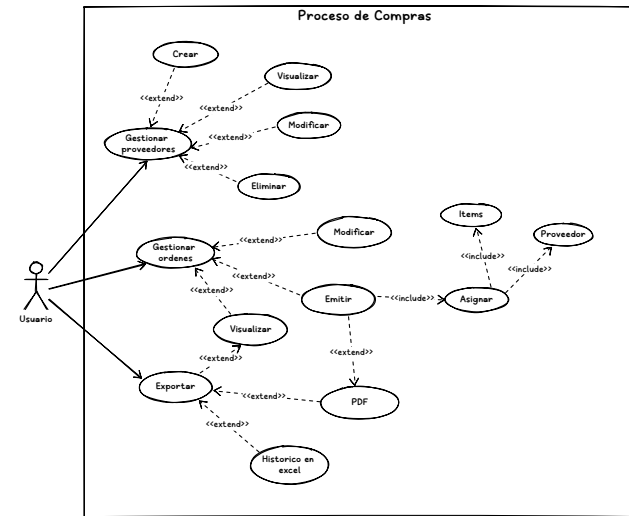 Proceso de Compras
Crear
<<extend>>
Visualizar
<<extend>>
Modificar
<<extend>>
Gestionar
proveedores
<<extend>>
Eliminar
Items
Modificar
Proveedor
<<extend>>
Gestionar
ordenes
<<include>>
<<include>>
<<extend>>
Emitir
<<include>>
Asignar
<<extend>>
Usuario
Visualizar
<<extend>>
<<extend>>
Exportar
<<extend>>
PDF
<<extend>>
Historico en
excel